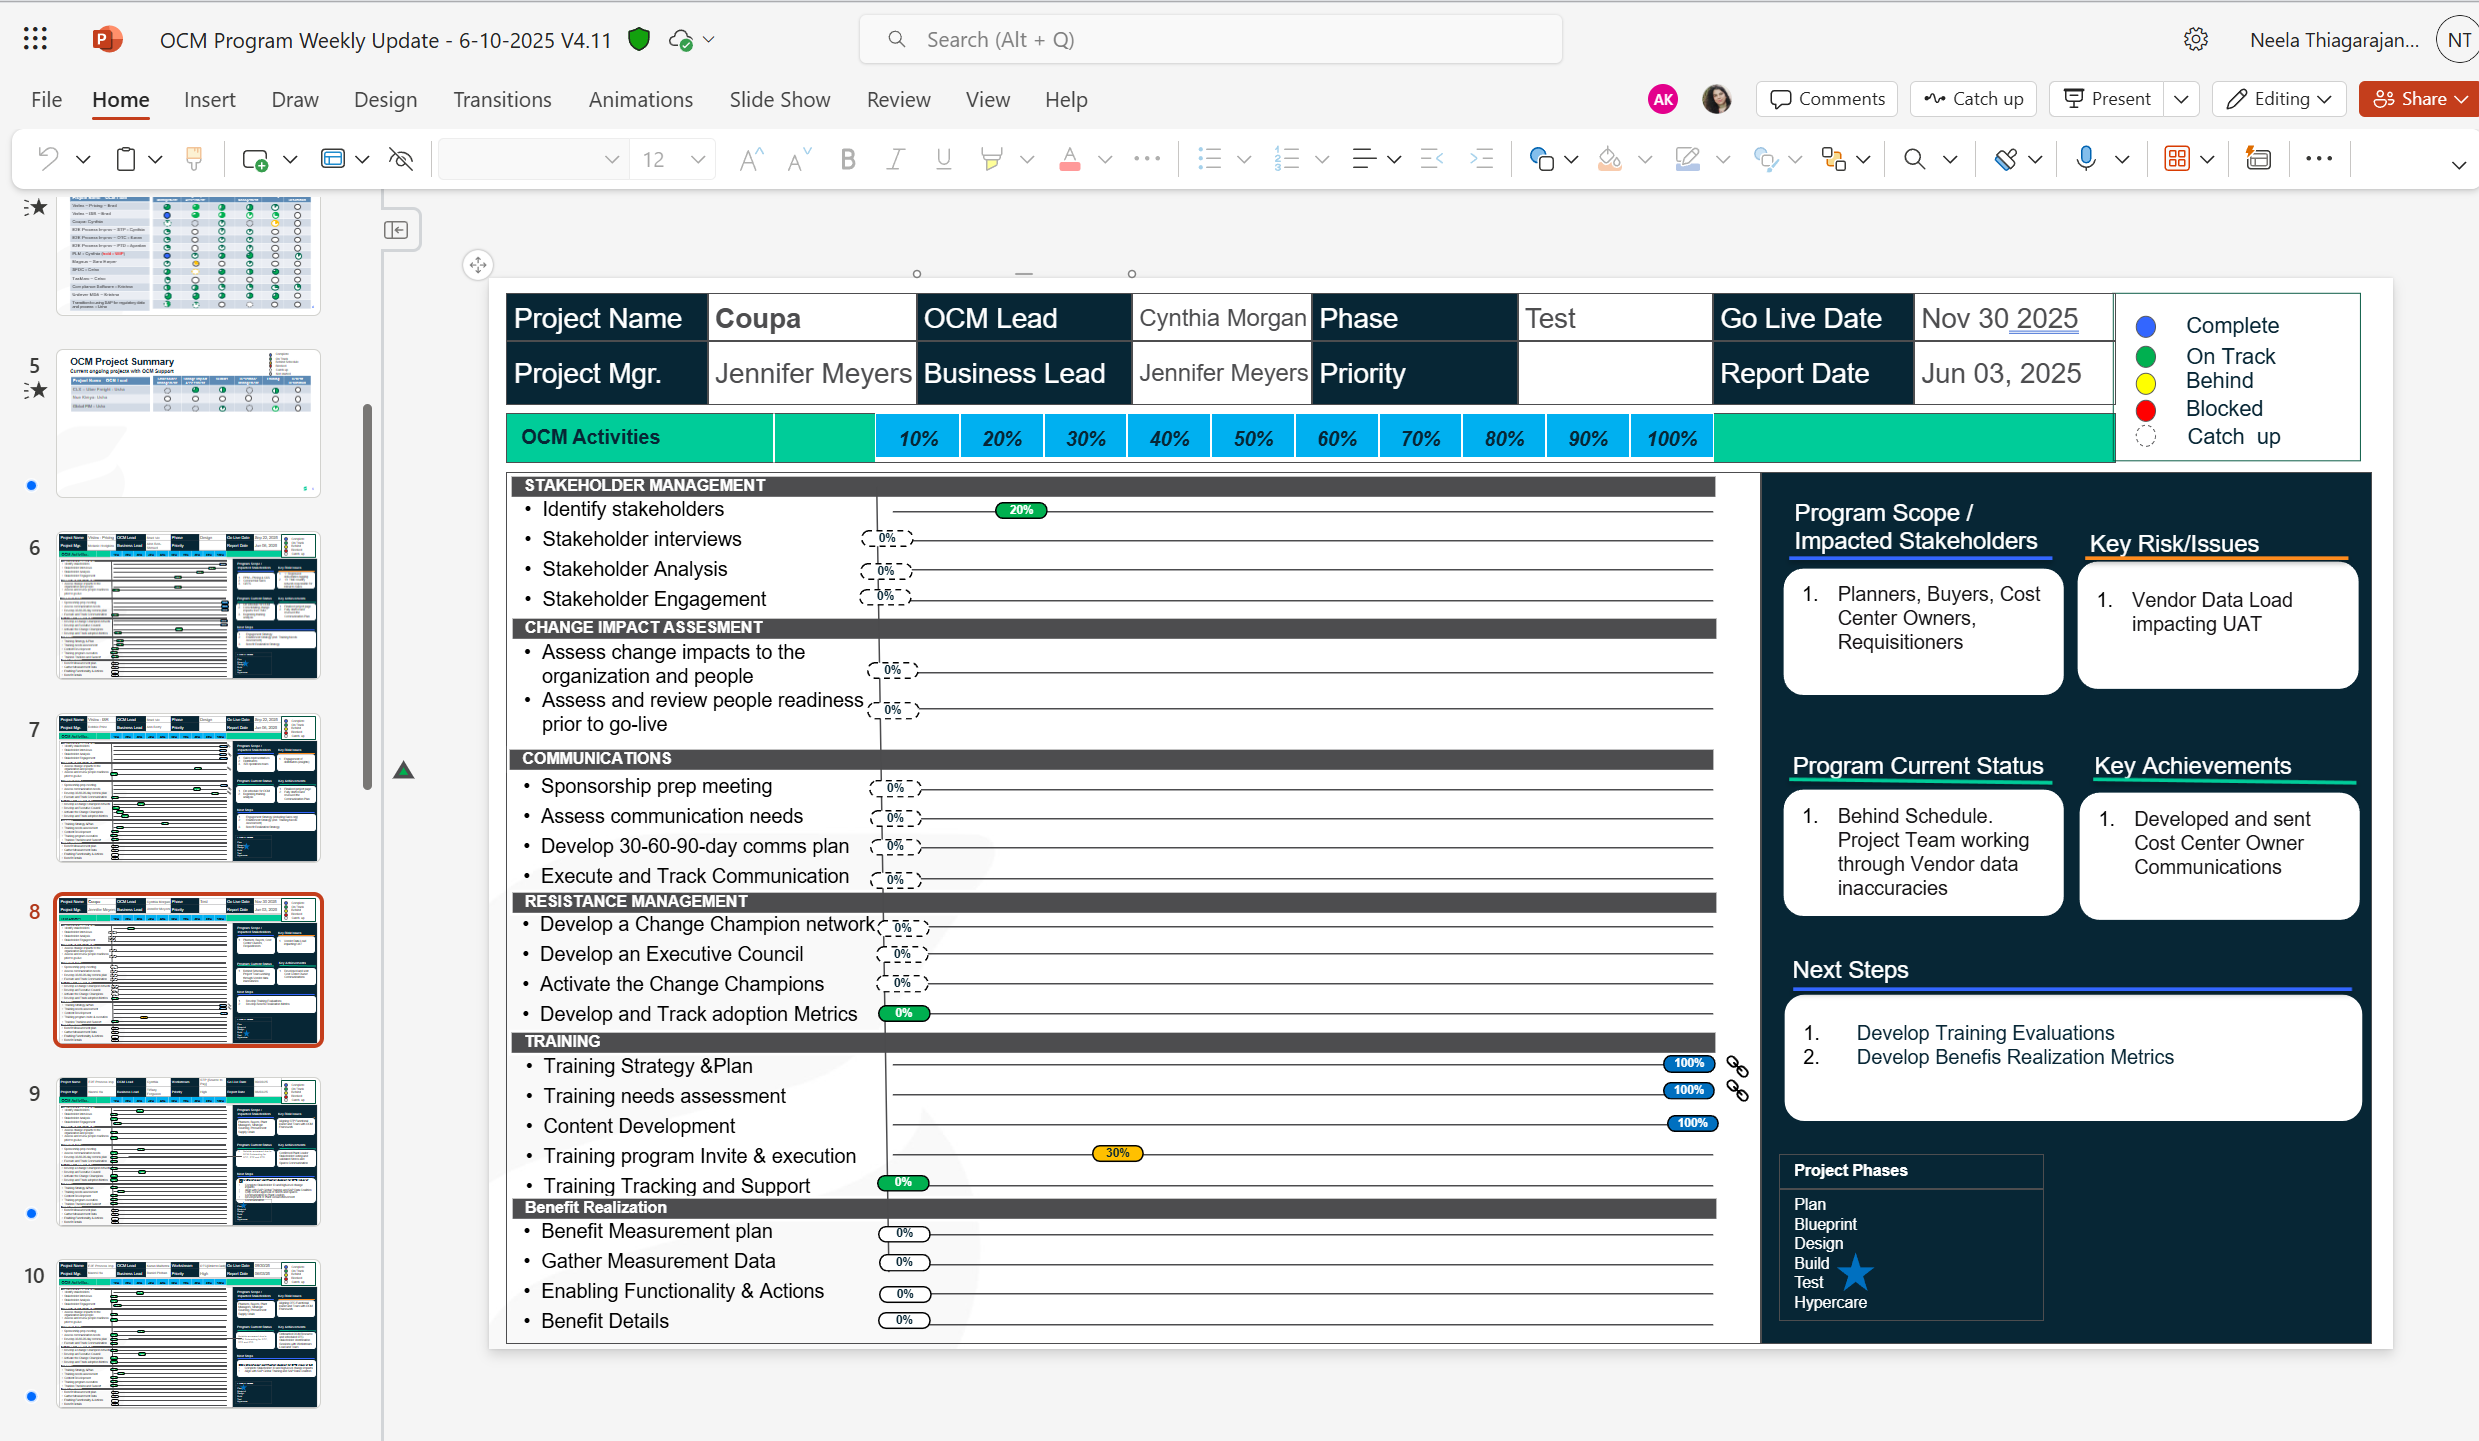 OCM Program Weekly Update - 6-10-2025 V4.11
Search (Alt + Q)
Neela Thiagarajan...
NT
File Home Insert Draw Design Transitions Animations Slide Show Review View Help
AK
Comments
Catch up
Present
Editing
Share
12
5
OCM Project Summary
Current ongoing projects with OCM Support
6
7
8
9
10
Project Name Coupa OCM Lead Cynthia Morgan Phase Test Go Live Date Nov 30 2025
Project Mgr. Jennifer Meyers Business Lead Jennifer Meyers Priority Report Date Jun 03, 2025
Complete
On Track
Behind
Blocked
Catch up
OCM Activities 10% 20% 30% 40% 50% 60% 70% 80% 90% 100%
STAKEHOLDER MANAGEMENT
• Identify stakeholders 20%
• Stakeholder interviews 0%
• Stakeholder Analysis 0%
• Stakeholder Engagement 0%
CHANGE IMPACT ASSESMENT
• Assess change impacts to the
organization and people 0%
• Assess and review people readiness
prior to go-live 0%
COMMUNICATIONS
• Sponsorship prep meeting 0%
• Assess communication needs 0%
• Develop 30-60-90-day comms plan 0%
• Execute and Track Communication 0%
RESISTANCE MANAGEMENT
• Develop a Change Champion network 0%
• Develop an Executive Council 0%
• Activate the Change Champions 0%
• Develop and Track adoption Metrics 0%
TRAINING
• Training Strategy &Plan 100%
• Training needs assessment 100%
• Content Development 100%
• Training program Invite & execution 30%
• Training Tracking and Support 0%
Benefit Realization
• Benefit Measurement plan 0%
• Gather Measurement Data 0%
• Enabling Functionality & Actions 0%
• Benefit Details 0%
Program Scope /
Impacted Stakeholders
1. Planners, Buyers, Cost
Center Owners,
Requisitioners
Key Risk/Issues
1. Vendor Data Load
impacting UAT
Program Current Status
1. Behind Schedule.
Project Team working
through Vendor data
inaccuracies
Key Achievements
1. Developed and sent
Cost Center Owner
Communications
Next Steps
1. Develop Training Evaluations
2. Develop Benefis Realization Metrics
Project Phases
Plan
Blueprint
Design
Build
Test
Hypercare